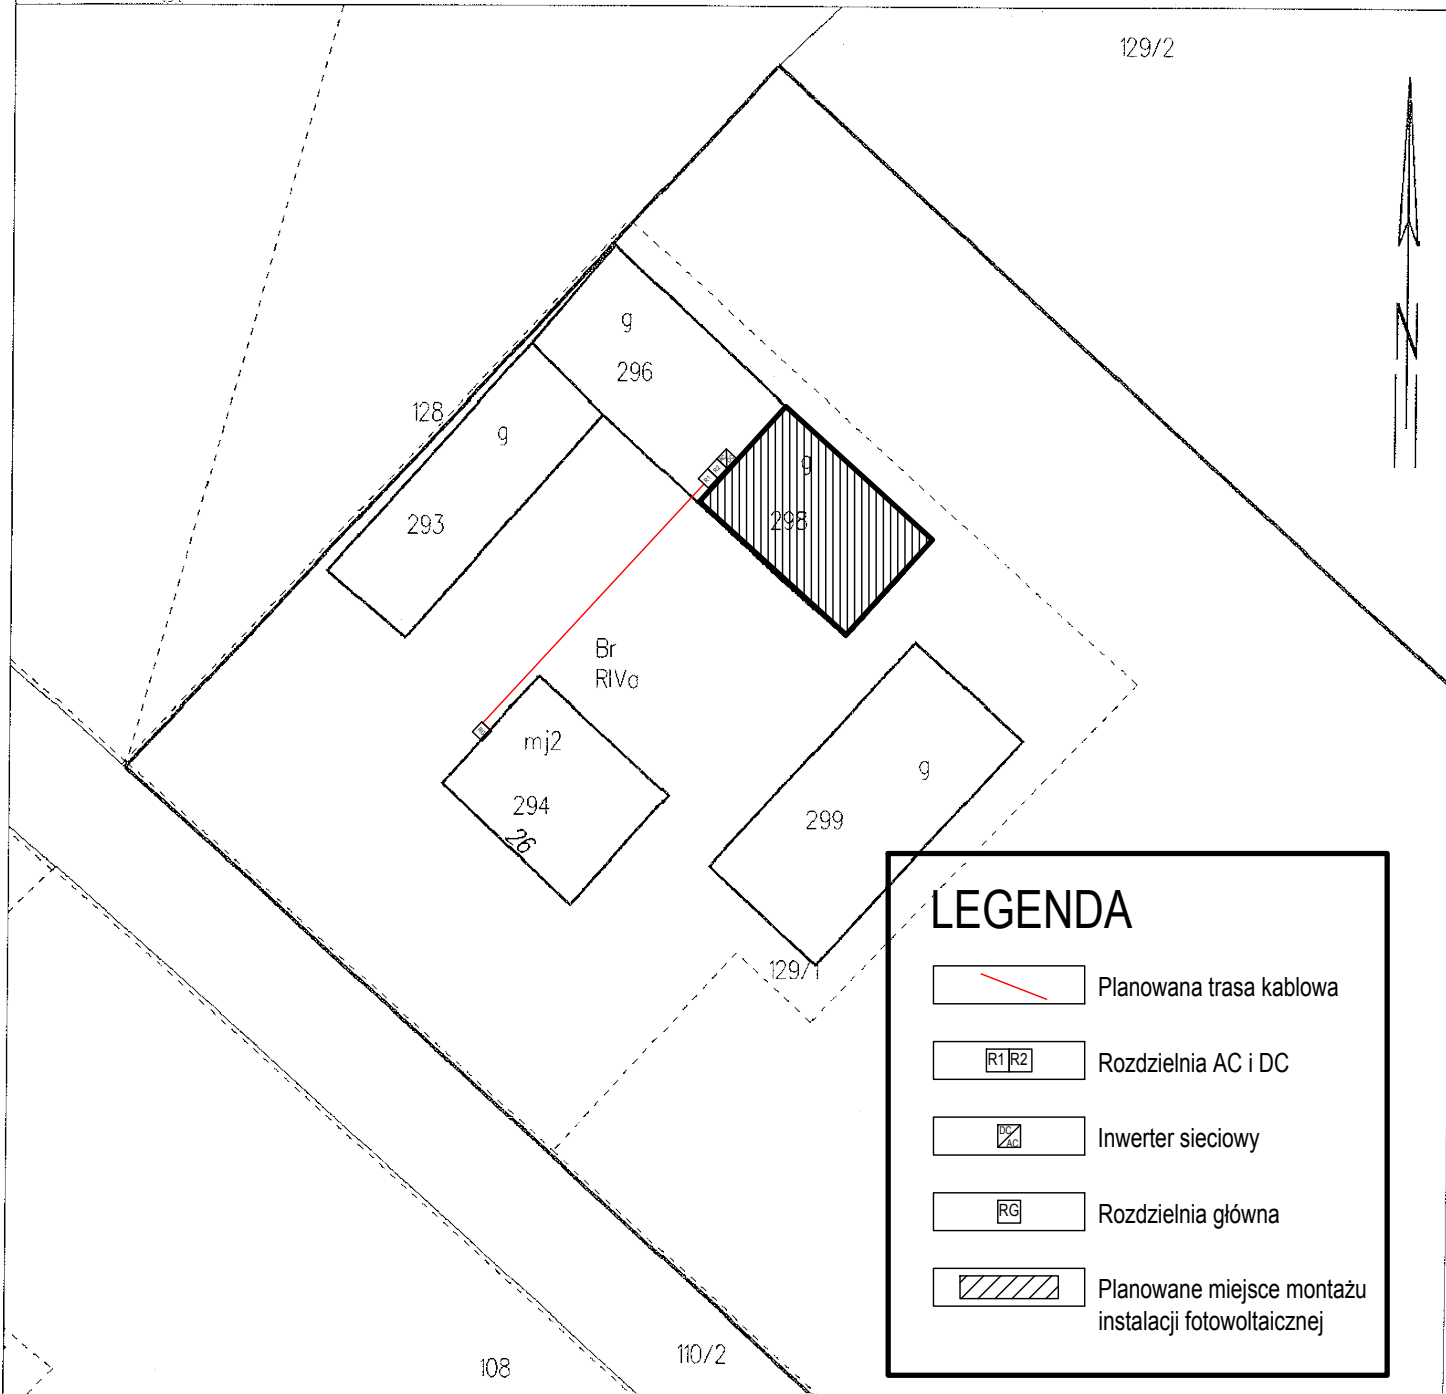 129/2
g
296
128
g
293
R1 R2
g
298
N
Br
RIVa
mj2
294
26
g
299
129/1
110/2
108
LEGENDA
Planowana trasa kablowa
R1 R2 Rozdzielnia AC i DC
DC/AC Inwerter sieciowy
RG Rozdzielnia główna
Planowane miejsce montażu
instalacji fotowoltaicznej